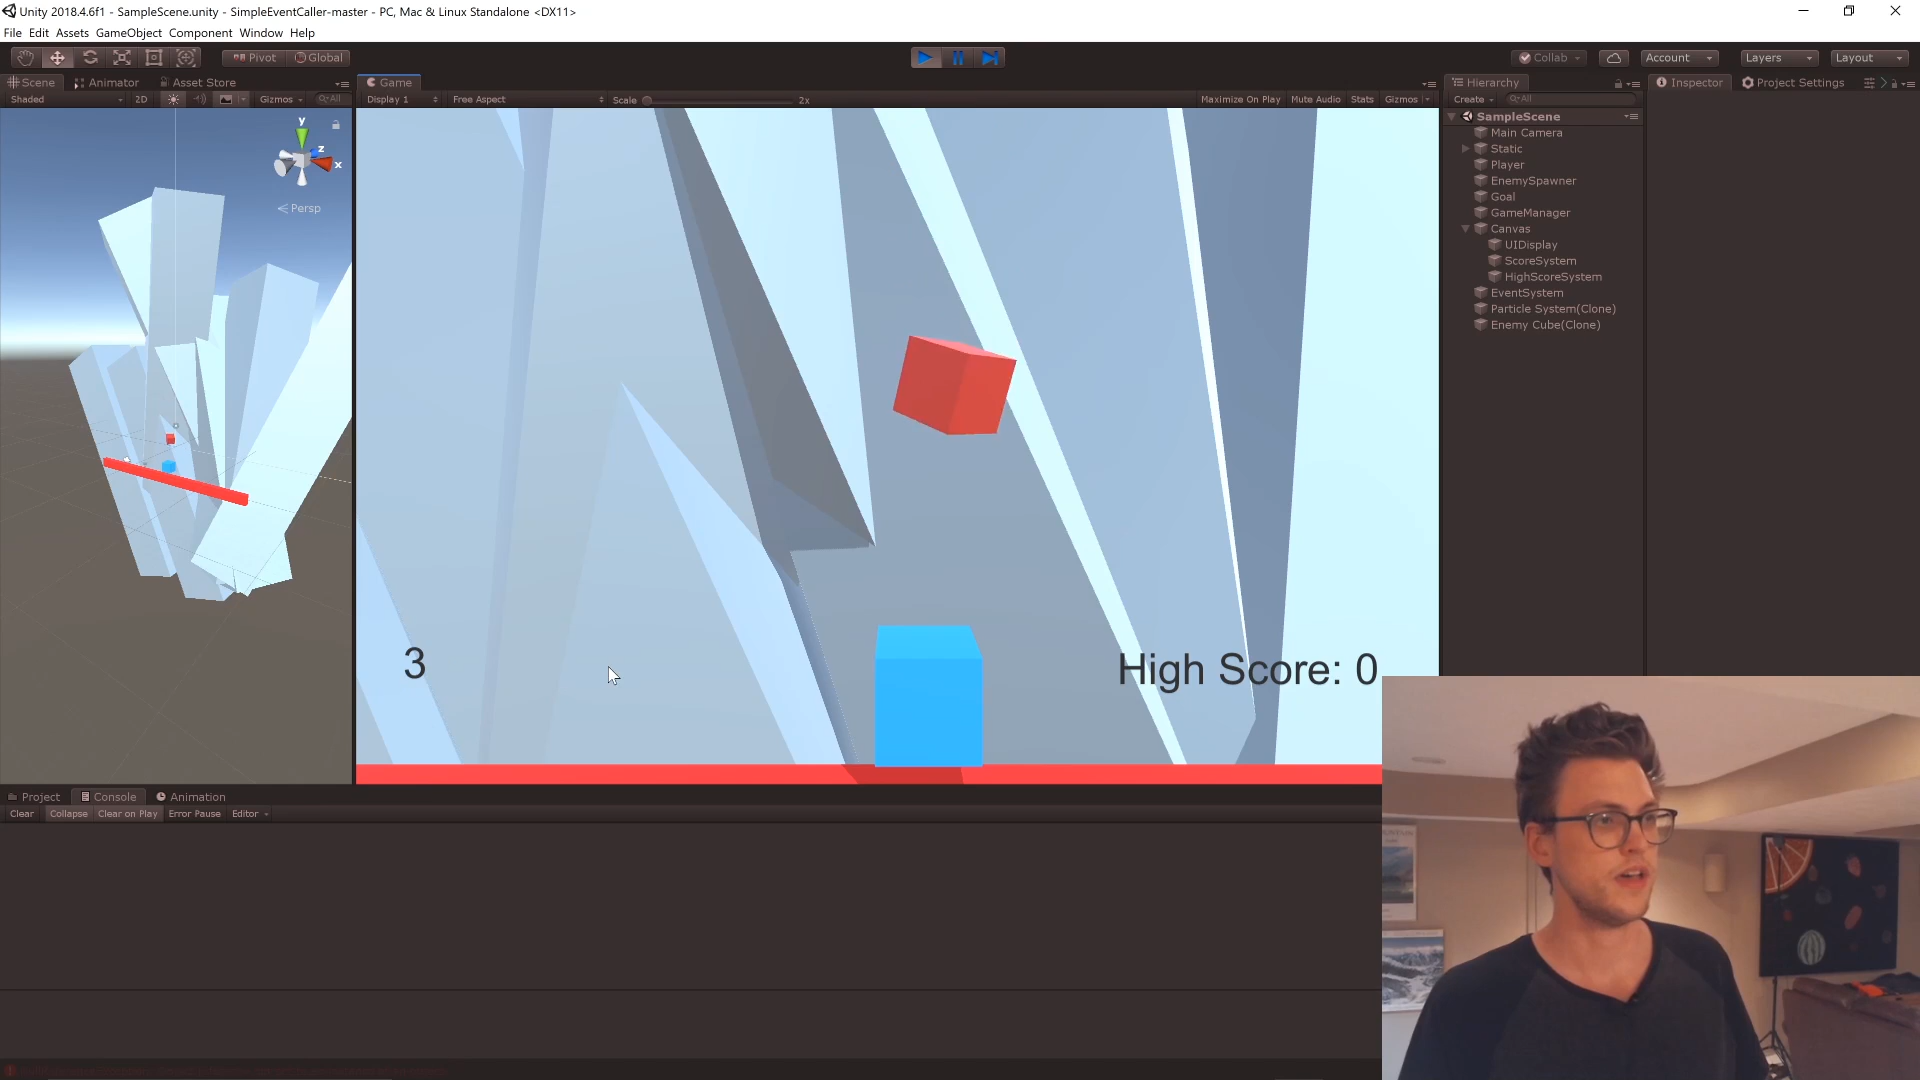 Unity 2018.4.6f1 - SampleScene.unity - SimpleEventCaller-master - PC, Mac & Linux Standalone <DX11>
File Edit Assets GameObject Component Window Help
Pivot Global
Collab Account Layers Layout
Scene Animator Asset Store
Shaded 2D Gizmos All
Game
Display 1 Free Aspect Scale 2x Maximize On Play Mute Audio Stats Gizmos
Hierarchy
Create All
Inspector Project Settings
y
z
x
Persp
SampleScene
Main Camera
Static
Player
EnemySpawner
Goal
GameManager
Canvas
UIDisplay
ScoreSystem
HighScoreSystem
EventSystem
Particle System(Clone)
Enemy Cube(Clone)
3
High Score: 0
Project Console Animation
Clear Collapse Clear on Play Error Pause Editor